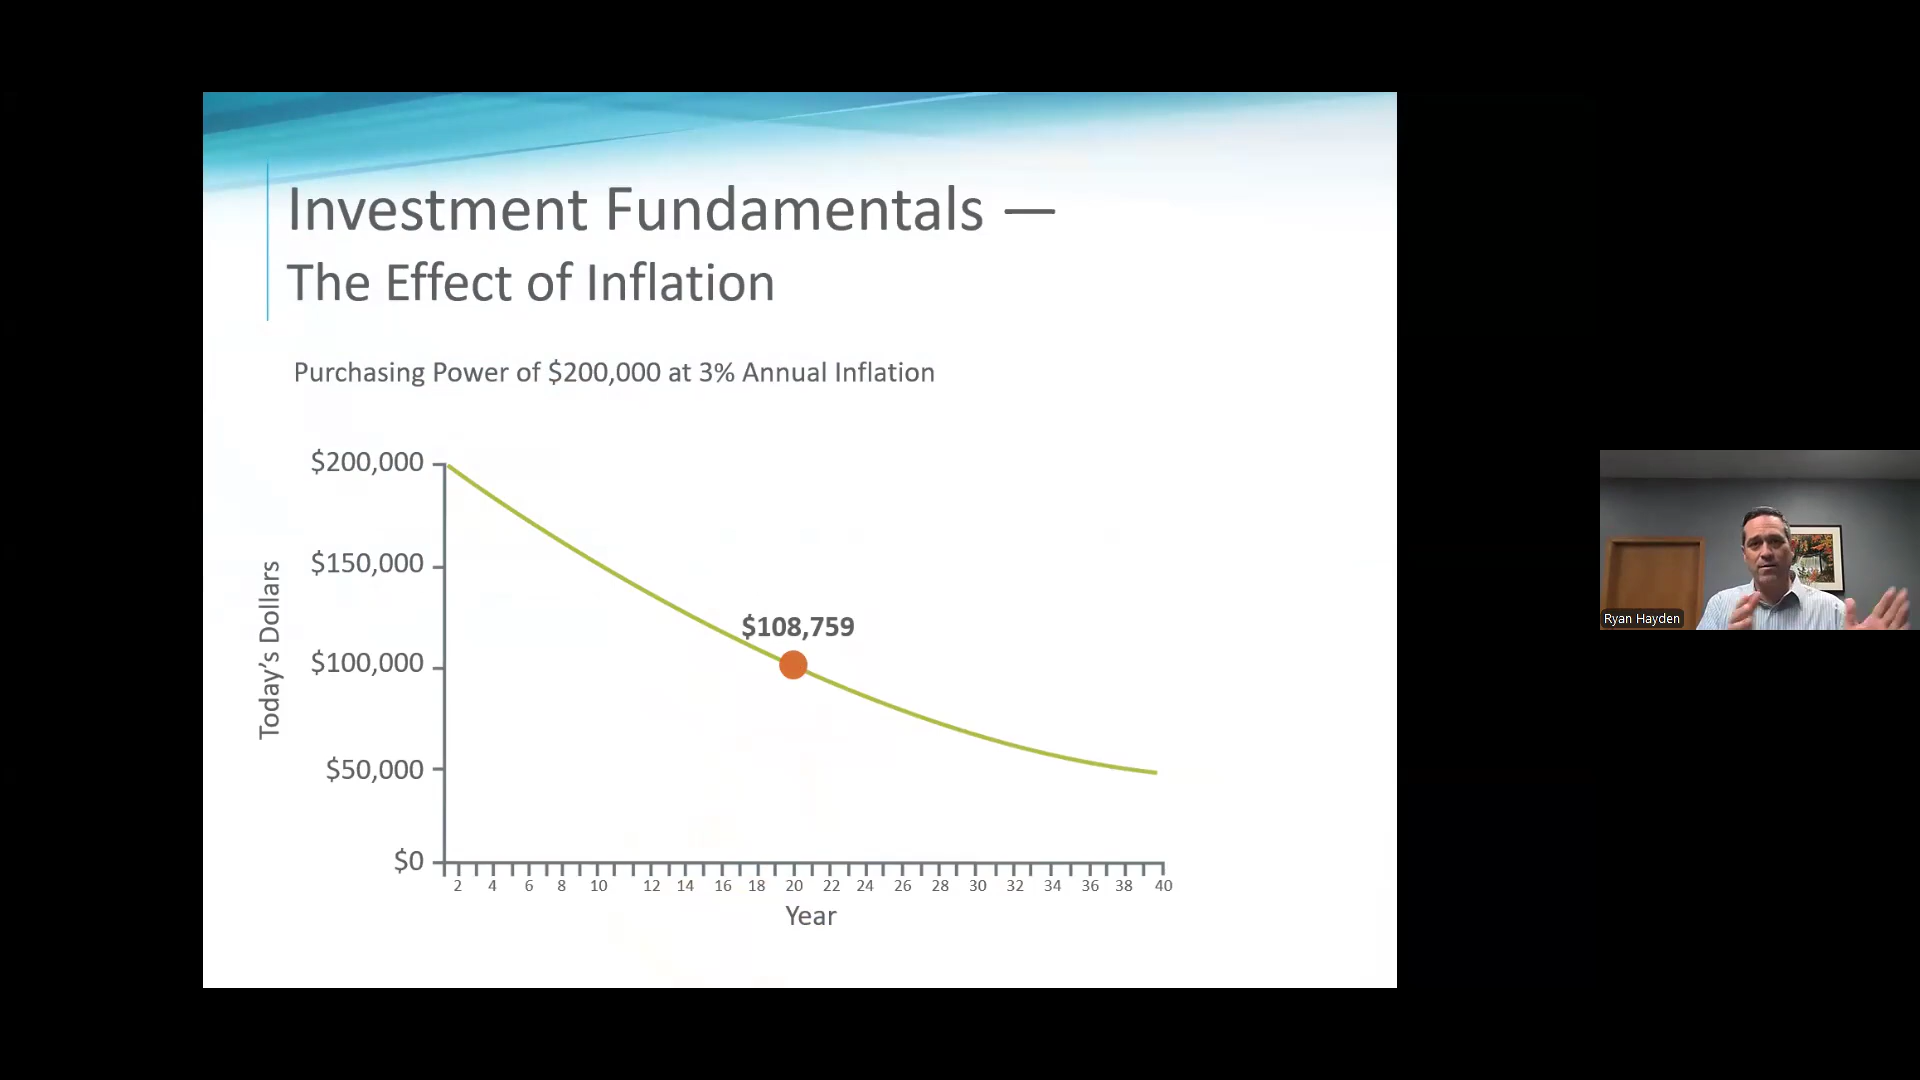 Investment Fundamentals —
The Effect of Inflation
Purchasing Power of $200,000 at 3% Annual Inflation
Today's Dollars
$200,000
$150,000
$100,000
$50,000
$0
$108,759
2 4 6 8 10 12 14 16 18 20 22 24 26 28 30 32 34 36 38 40
Year
Ryan Hayden